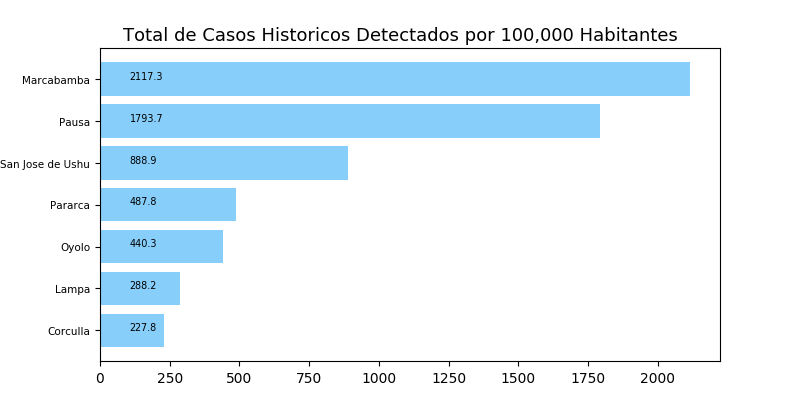 Total de Casos Historicos Detectados por 100,000 Habitantes
Marcabamba 2117.3
Pausa 1793.7
San Jose de Ushu 888.9
Pararca 487.8
Oyolo 440.3
Lampa 288.2
Corculla 227.8
0 250 500 750 1000 1250 1500 1750 2000